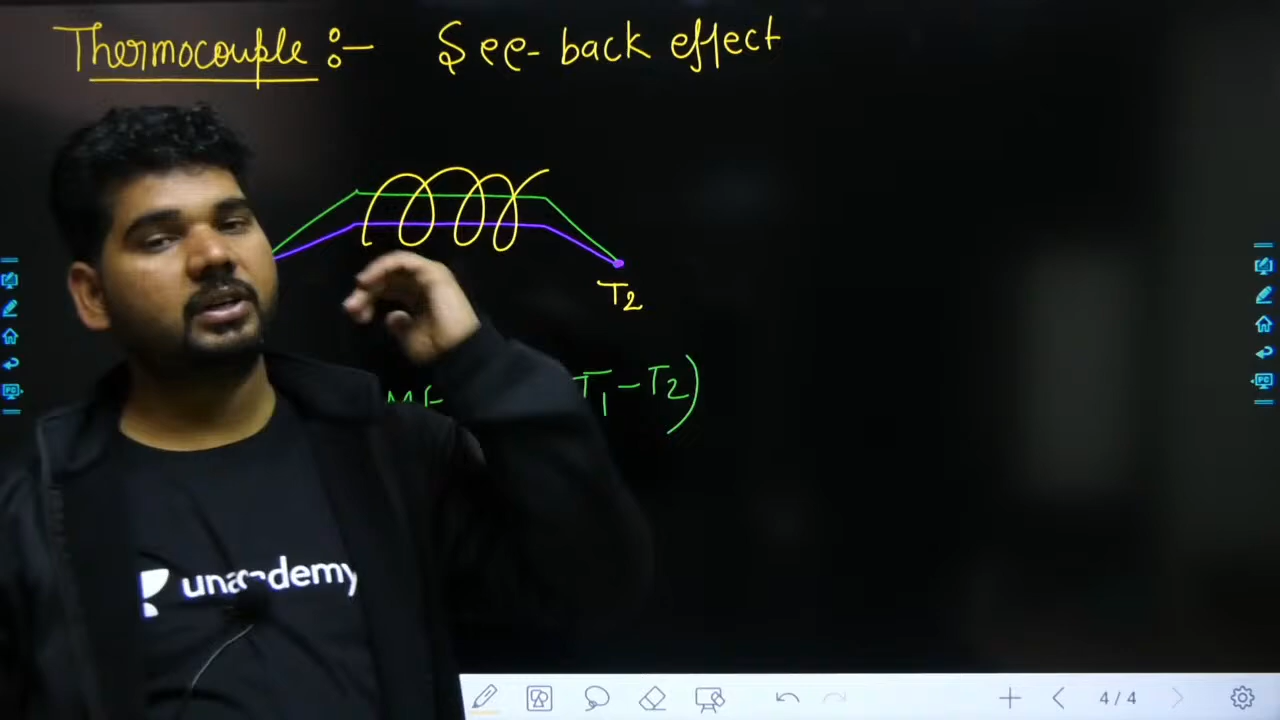 Thermocouple :- See-back effect
T2
T1 - T2)
unacademy
4/4